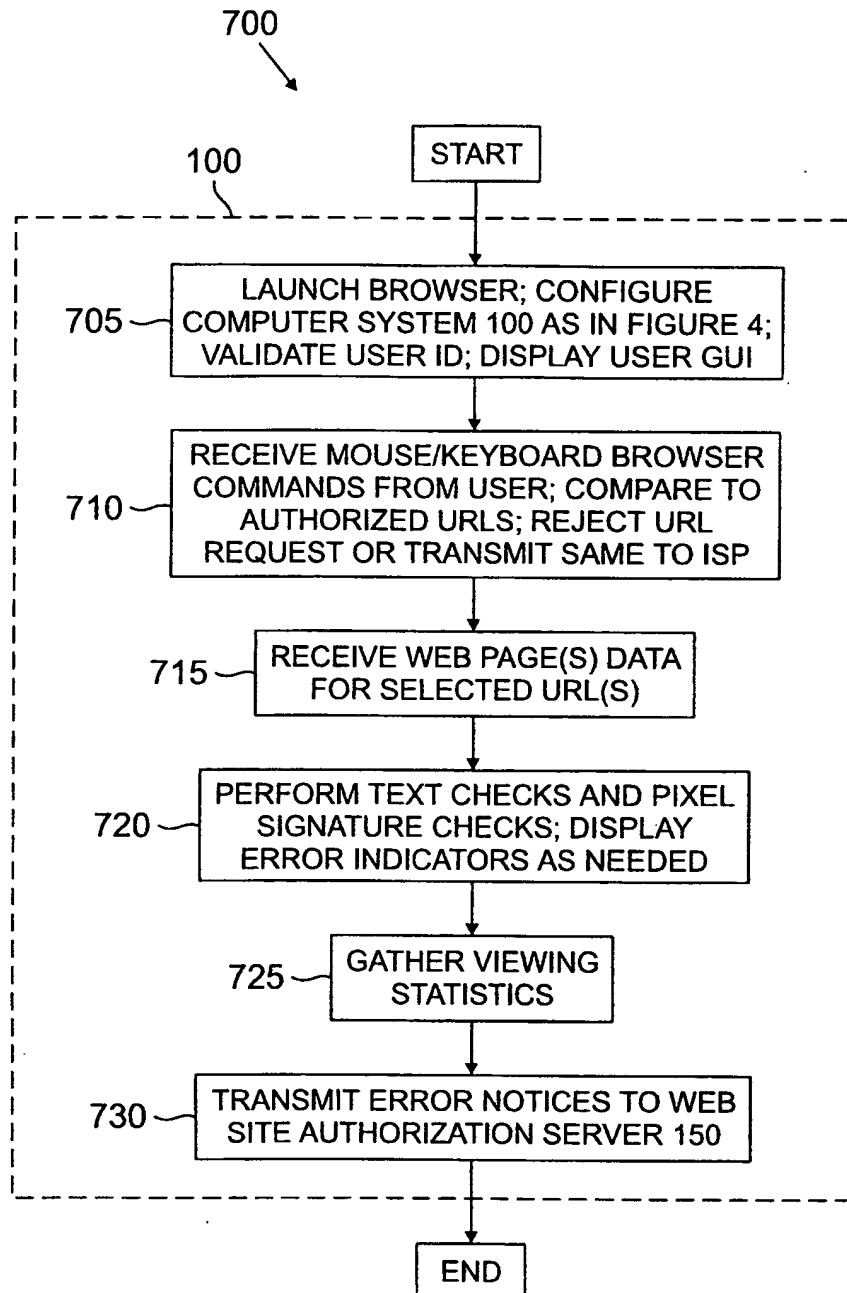 700
START
100
705
LAUNCH BROWSER; CONFIGURE
COMPUTER SYSTEM 100 AS IN FIGURE 4;
VALIDATE USER ID; DISPLAY USER GUI
710
RECEIVE MOUSE/KEYBOARD BROWSER
COMMANDS FROM USER; COMPARE TO
AUTHORIZED URLS; REJECT URL
REQUEST OR TRANSMIT SAME TO ISP
715
RECEIVE WEB PAGE(S) DATA
FOR SELECTED URL(S)
720
PERFORM TEXT CHECKS AND PIXEL
SIGNATURE CHECKS; DISPLAY
ERROR INDICATORS AS NEEDED
725
GATHER VIEWING
STATISTICS
730
TRANSMIT ERROR NOTICES TO WEB
SITE AUTHORIZATION SERVER 150
END